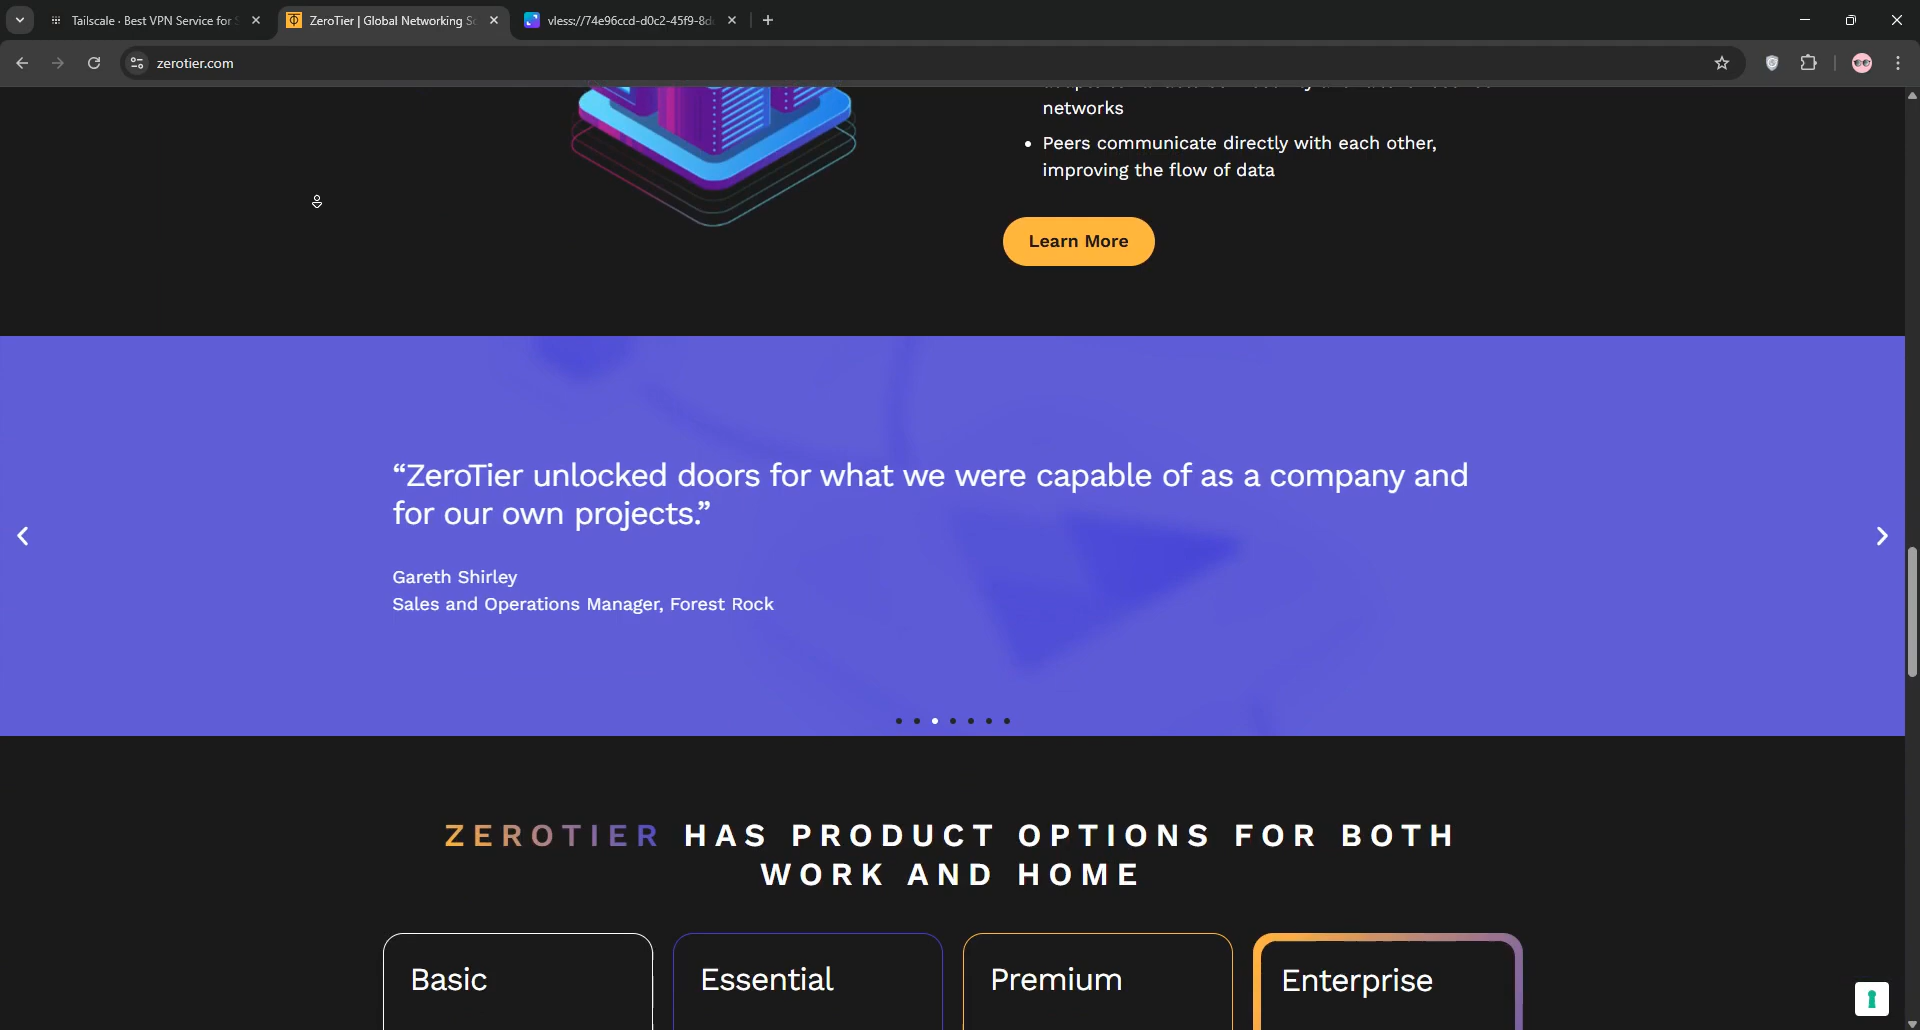 Tailscale · Best VPN Service for
ZeroTier | Global Networking
vless://74e96ccd-d0c2-45f9-8d
zerotier.com
networks
• Peers communicate directly with each other,
improving the flow of data
Learn More
“ZeroTier unlocked doors for what we were capable of as a company and
for our own projects.”
Gareth Shirley
Sales and Operations Manager, Forest Rock
ZEROTIER HAS PRODUCT OPTIONS FOR BOTH
WORK AND HOME
Basic
Essential
Premium
Enterprise